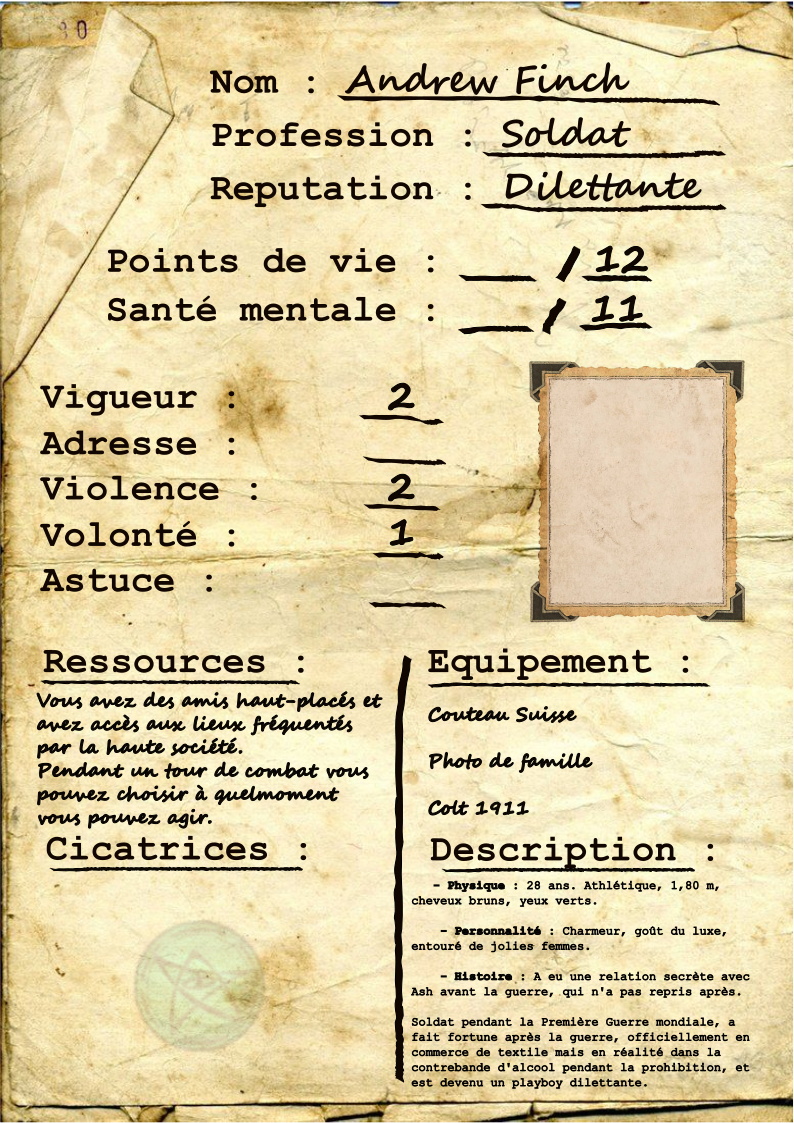 80
Nom : Andrew Finch
Profession : Soldat
Reputation : Dilettante
Points de vie : ___ / 12
Santé mentale : ___ / 11
Vigueur : 2
Adresse : ___
Violence : 2
Volonté : 1
Astuce : ___
Ressources :
Vous avez des amis haut-placés et
avez accès aux lieux fréquentés
par la haute société.
Pendant un tour de combat vous
pouvez choisir à quelmoment
vous pouvez agir.
Cicatrices :
Equipement :
Couteau Suisse
Photo de famille
Colt 1911
Description :
- Physique : 28 ans. Athlétique, 1,80 m,
cheveux bruns, yeux verts.
- Personnalité : Charmeur, goût du luxe,
entouré de jolies femmes.
- Histoire : A eu une relation secrète avec
Ash avant la guerre, qui n'a pas repris après.
Soldat pendant la Première Guerre mondiale, a
fait fortune après la guerre, officiellement en
commerce de textile mais en réalité dans la
contrebande d'alcool pendant la prohibition, et
est devenu un playboy dilettante.